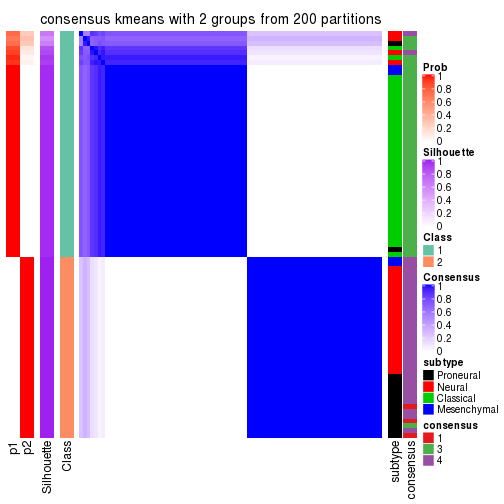 consensus kmeans with 2 groups from 200 partitions
Prob
1
0.8
0.6
0.4
0.2
0
Silhouette
1
0.8
0.6
0.4
0.2
0
Class
1
2
Consensus
1
0.8
0.6
0.4
0.2
0
subtype
Proneural
Neural
Classical
Mesenchymal
consensus
1
3
4
p1
p2
Silhouette
Class
subtype
consensus